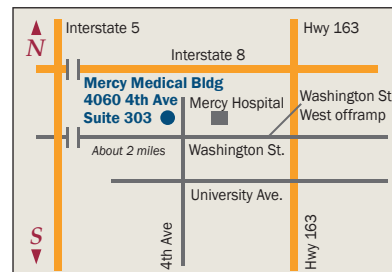 Interstate 5
Hwy 163
N
Interstate 8
Mercy Medical Bldg
4060 4th Ave
Suite 303
Mercy Hospital
Washington St.
West offramp
About 2 miles
Washington St.
University Ave.
S
4th Ave
Hwy 163